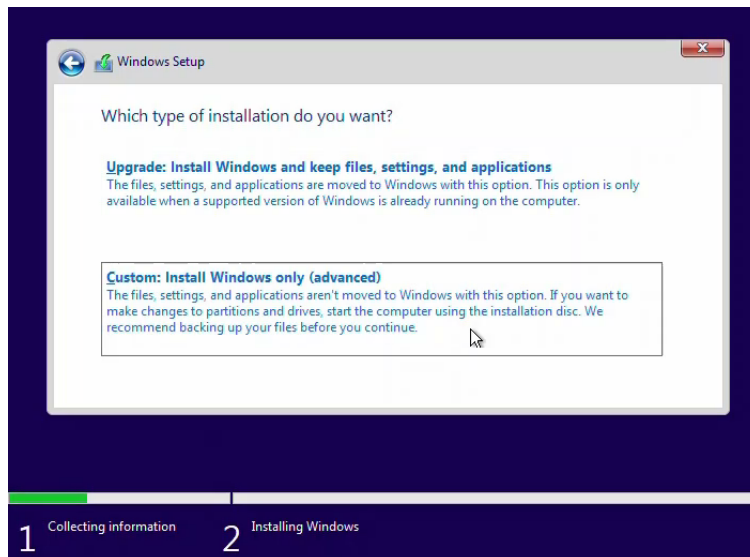 Windows Setup
Which type of installation do you want?
Upgrade: Install Windows and keep files, settings, and applications
The files, settings, and applications are moved to Windows with this option. This option is only
available when a supported version of Windows is already running on the computer.
Custom: Install Windows only (advanced)
The files, settings, and applications aren't moved to Windows with this option. If you want to
make changes to partitions and drives, start the computer using the installation disc. We
recommend backing up your files before you continue.
1 Collecting information 2 Installing Windows